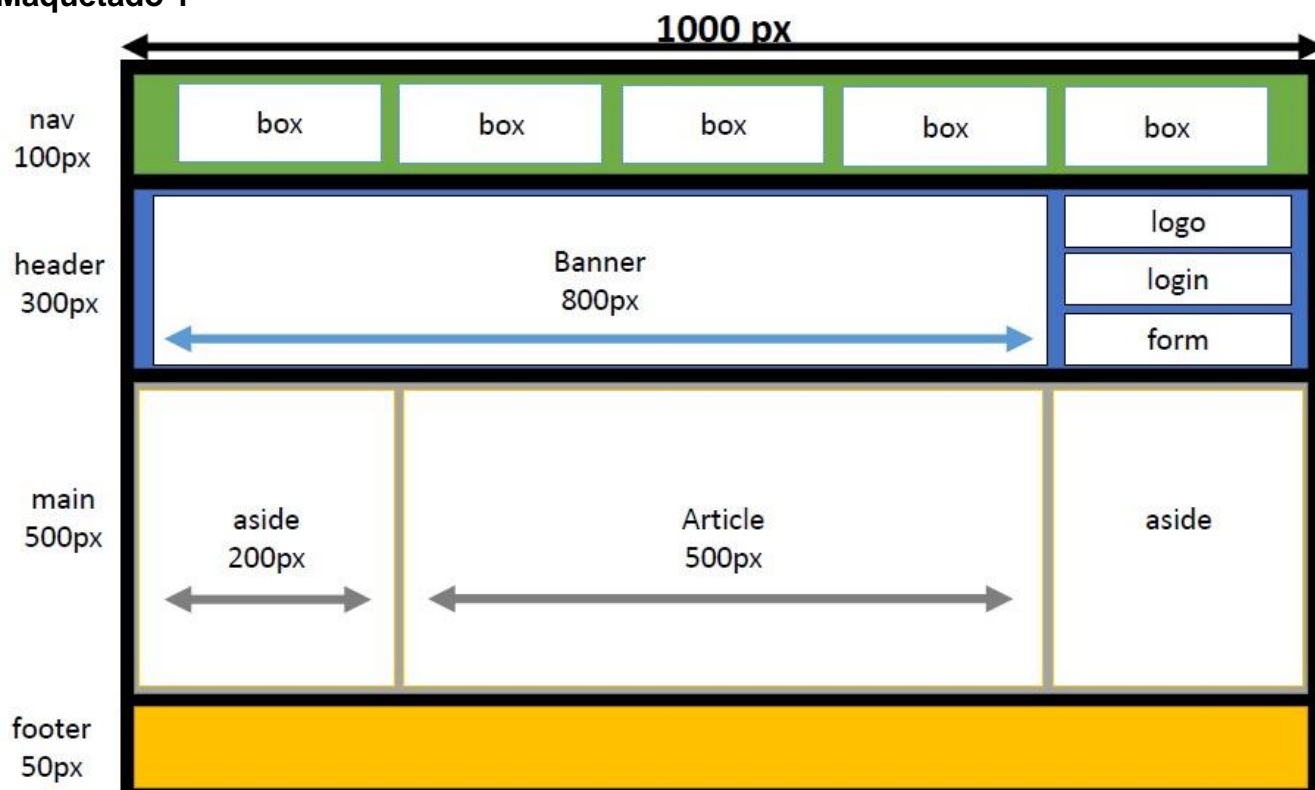 Maquetado 1
1000 px
nav
100px
box
box
box
box
box
header
300px
Banner
800px
logo
login
form
main
500px
aside
200px
Article
500px
aside
footer
50px